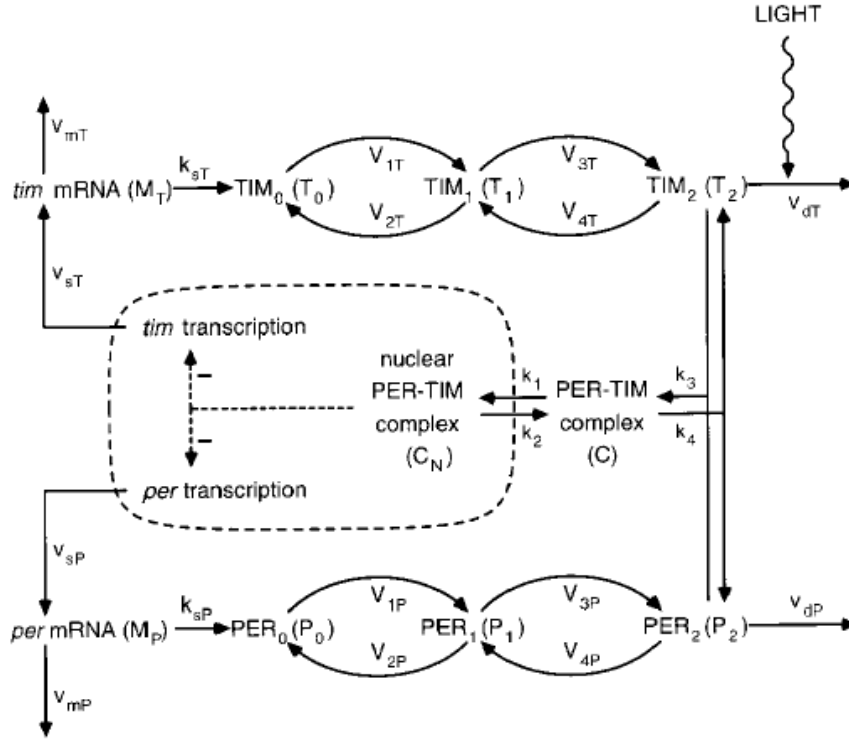 LIGHT
v_mT
k_sT
V_1T
V_3T
tim mRNA (M_T)
TIM_0 (T_0)
TIM_1 (T_1)
TIM_2 (T_2)
V_2T
V_4T
v_dT
v_sT
tim transcription
nuclear
PER-TIM
complex
(C_N)
k_1
k_2
PER-TIM
complex
(C)
k_3
k_4
–
–
per transcription
v_sP
k_sP
V_1P
V_3P
v_dP
per mRNA (M_P)
PER_0 (P_0)
PER_1 (P_1)
PER_2 (P_2)
V_2P
V_4P
v_mP